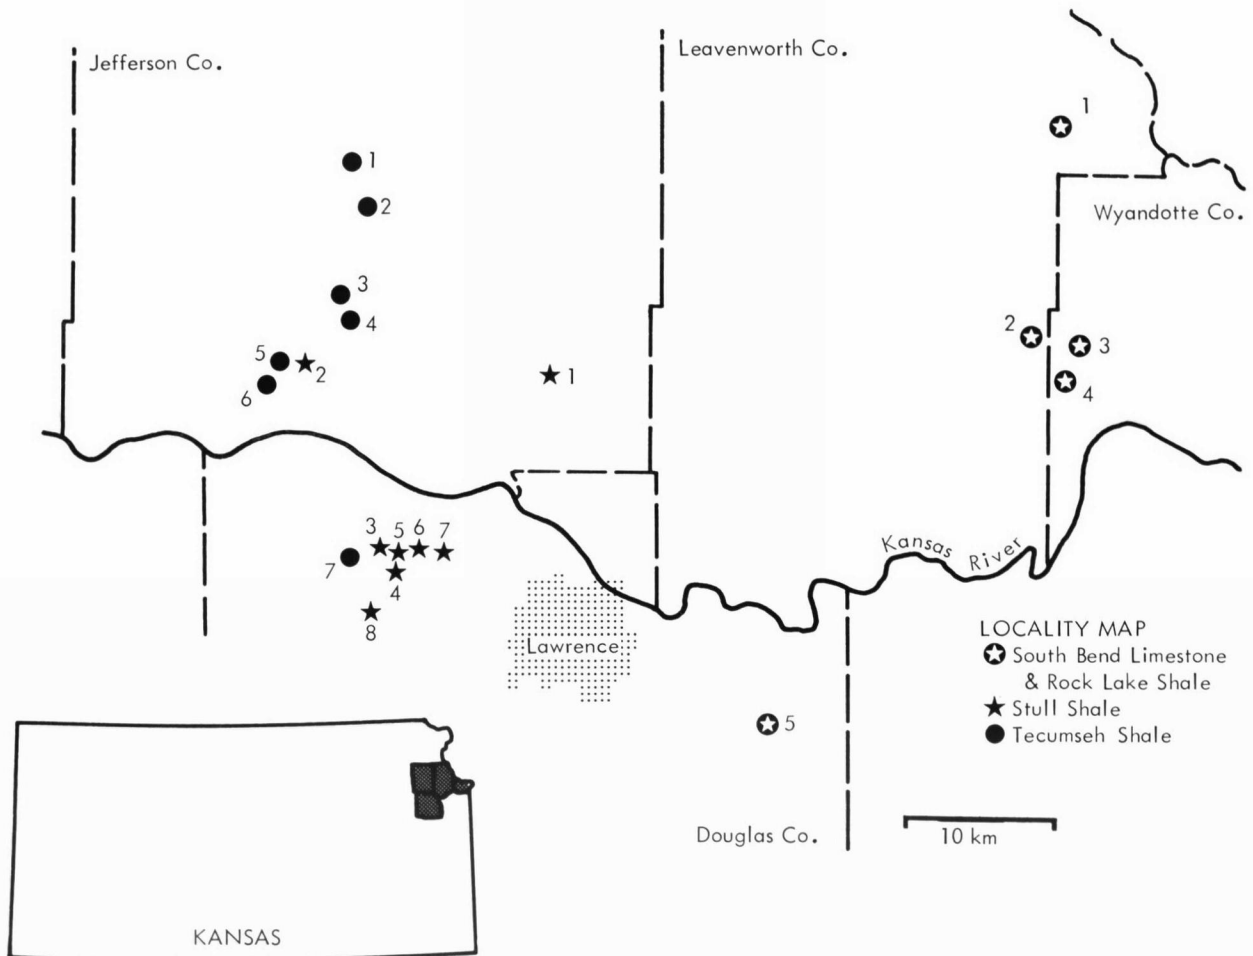 Jefferson Co.
Leavenworth Co.
1
Wyandotte Co.
1
2
3
4
5
2
6
1
2
3
4
3
5
6
7
7
4
8
Kansas River
Lawrence
LOCALITY MAP
South Bend Limestone
& Rock Lake Shale
Stull Shale
Tecumseh Shale
5
Douglas Co.
10 km
KANSAS